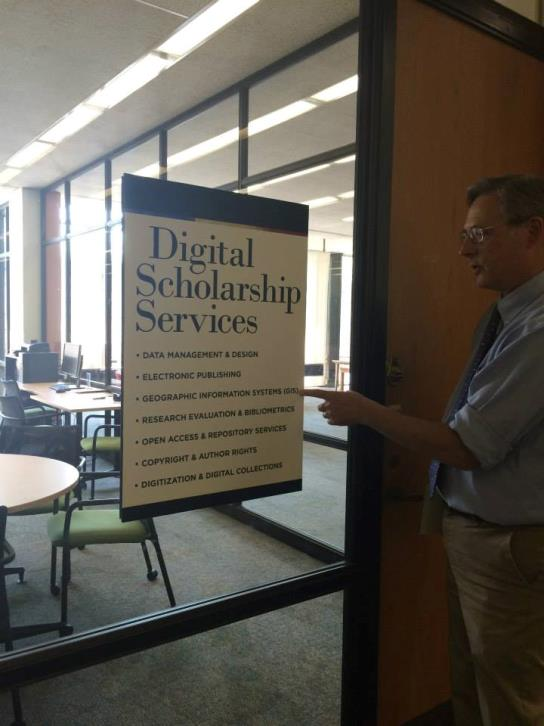 Digital
Scholarship
Services
• DATA MANAGEMENT & DESIGN
• ELECTRONIC PUBLISHING
• GEOGRAPHIC INFORMATION SYSTEMS (GIS)
• RESEARCH EVALUATION & BIBLIOMETRICS
• OPEN ACCESS & REPOSITORY SERVICES
• COPYRIGHT & AUTHOR RIGHTS
• DIGITIZATION & DIGITAL COLLECTIONS